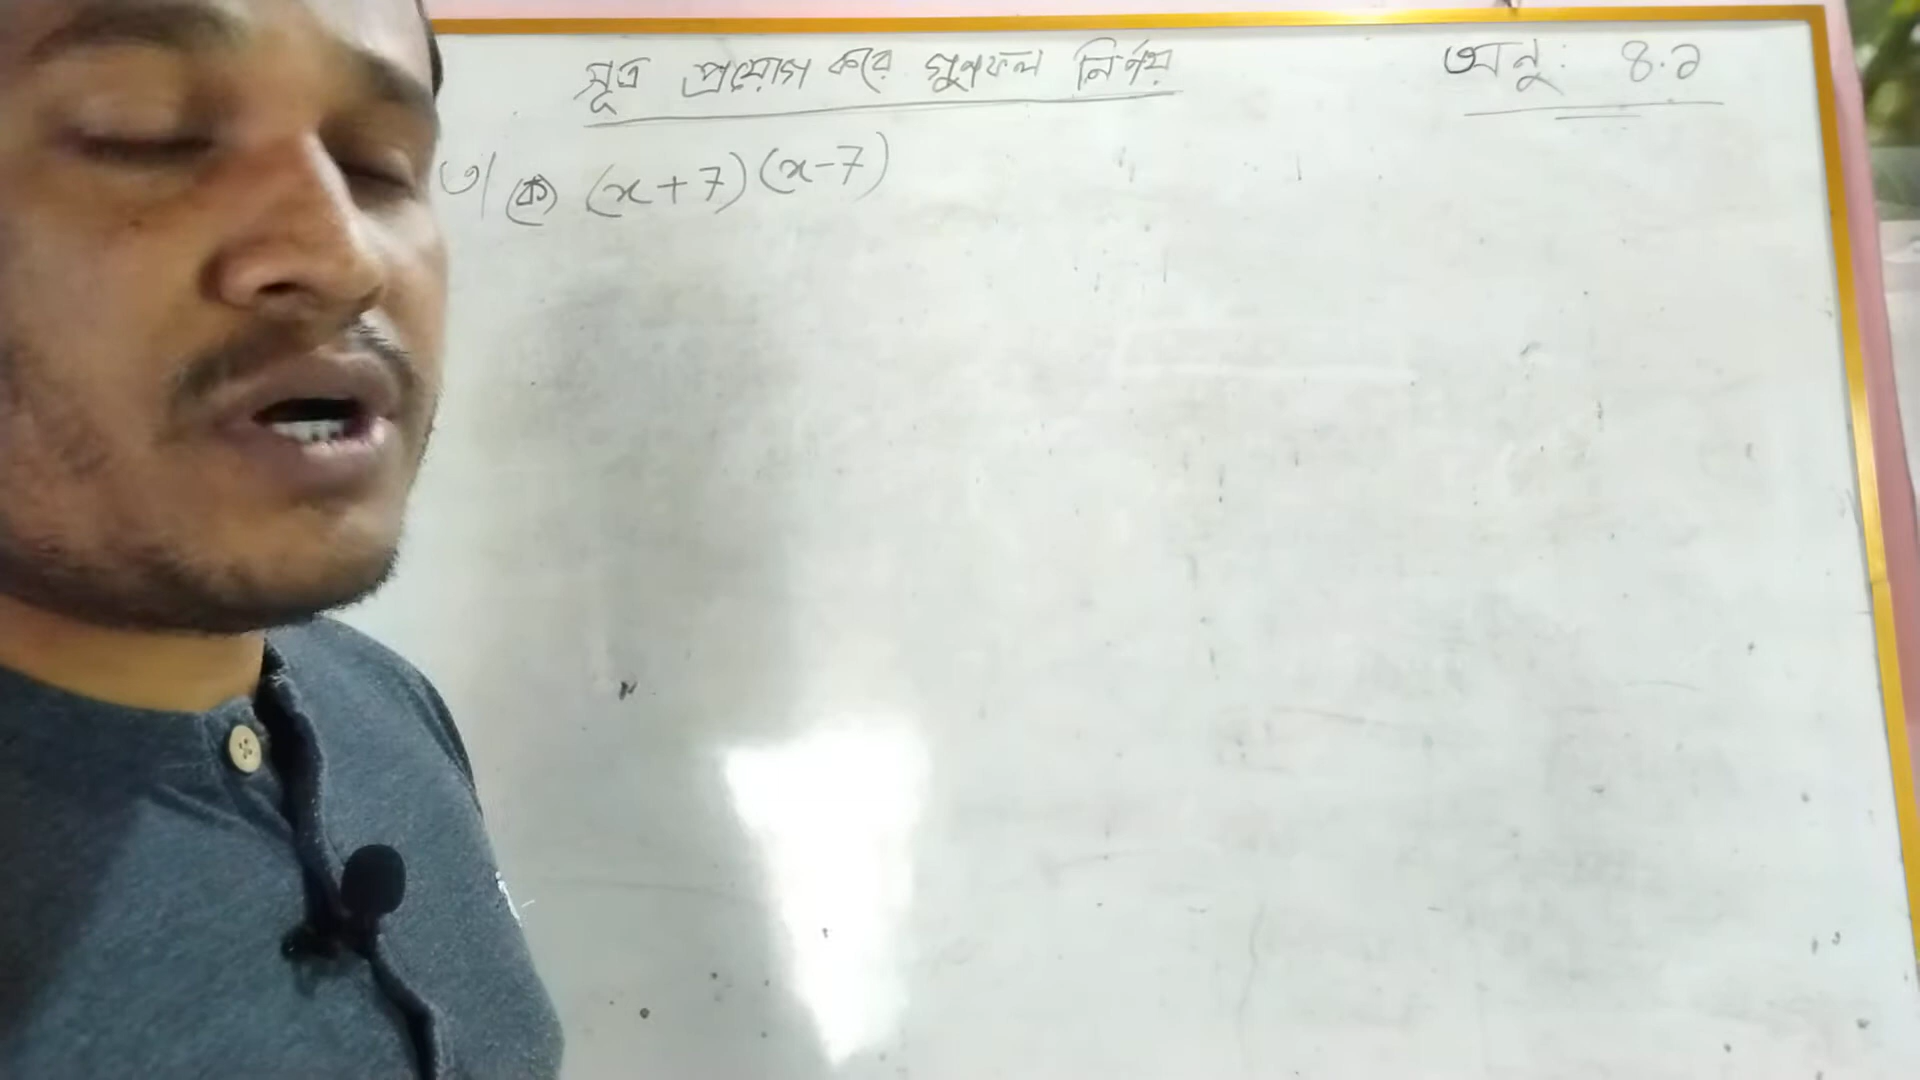 সূত্র প্রয়োগ করে গুণফল নির্ণয়
অনু: ৪.১
৩| (ক) (x+7)(x-7)